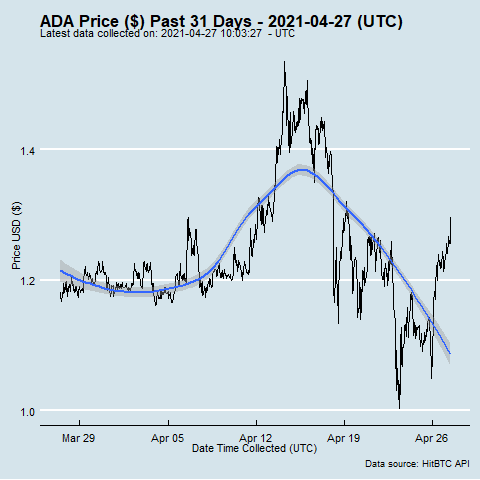 ADA Price ($) Past 31 Days - 2021-04-27 (UTC)
Latest data collected on: 2021-04-27 10:03:27 - UTC
Price USD ($)
1.4
1.2
1.0
Mar 29 Apr 05 Apr 12 Apr 19 Apr 26
Date Time Collected (UTC)
Data source: HitBTC API